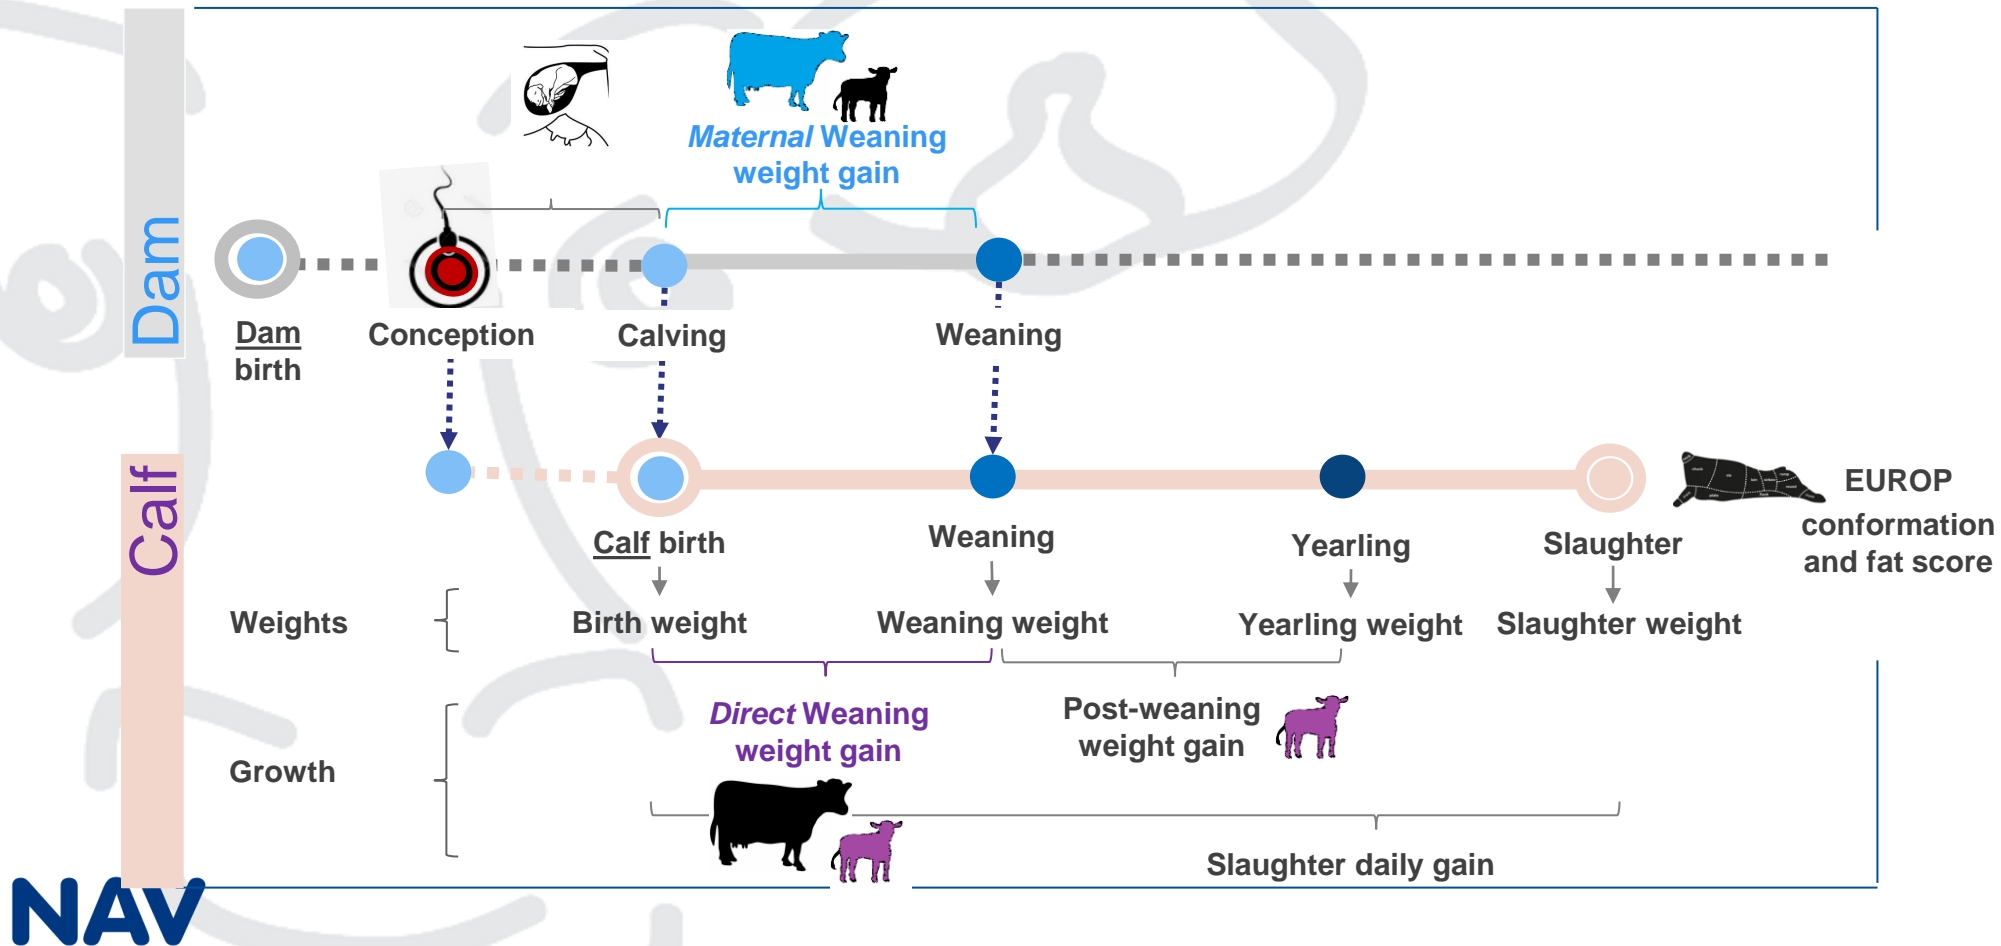 Dam
Maternal Weaning
weight gain
Dam
birth
Conception
Calving
Weaning
Calf
Calf birth
Weaning
Yearling
Slaughter
EUROP
conformation
and fat score
Weights
Birth weight
Weaning weight
Yearling weight
Slaughter weight
Growth
Direct Weaning
weight gain
Post-weaning
weight gain
Slaughter daily gain
NAV